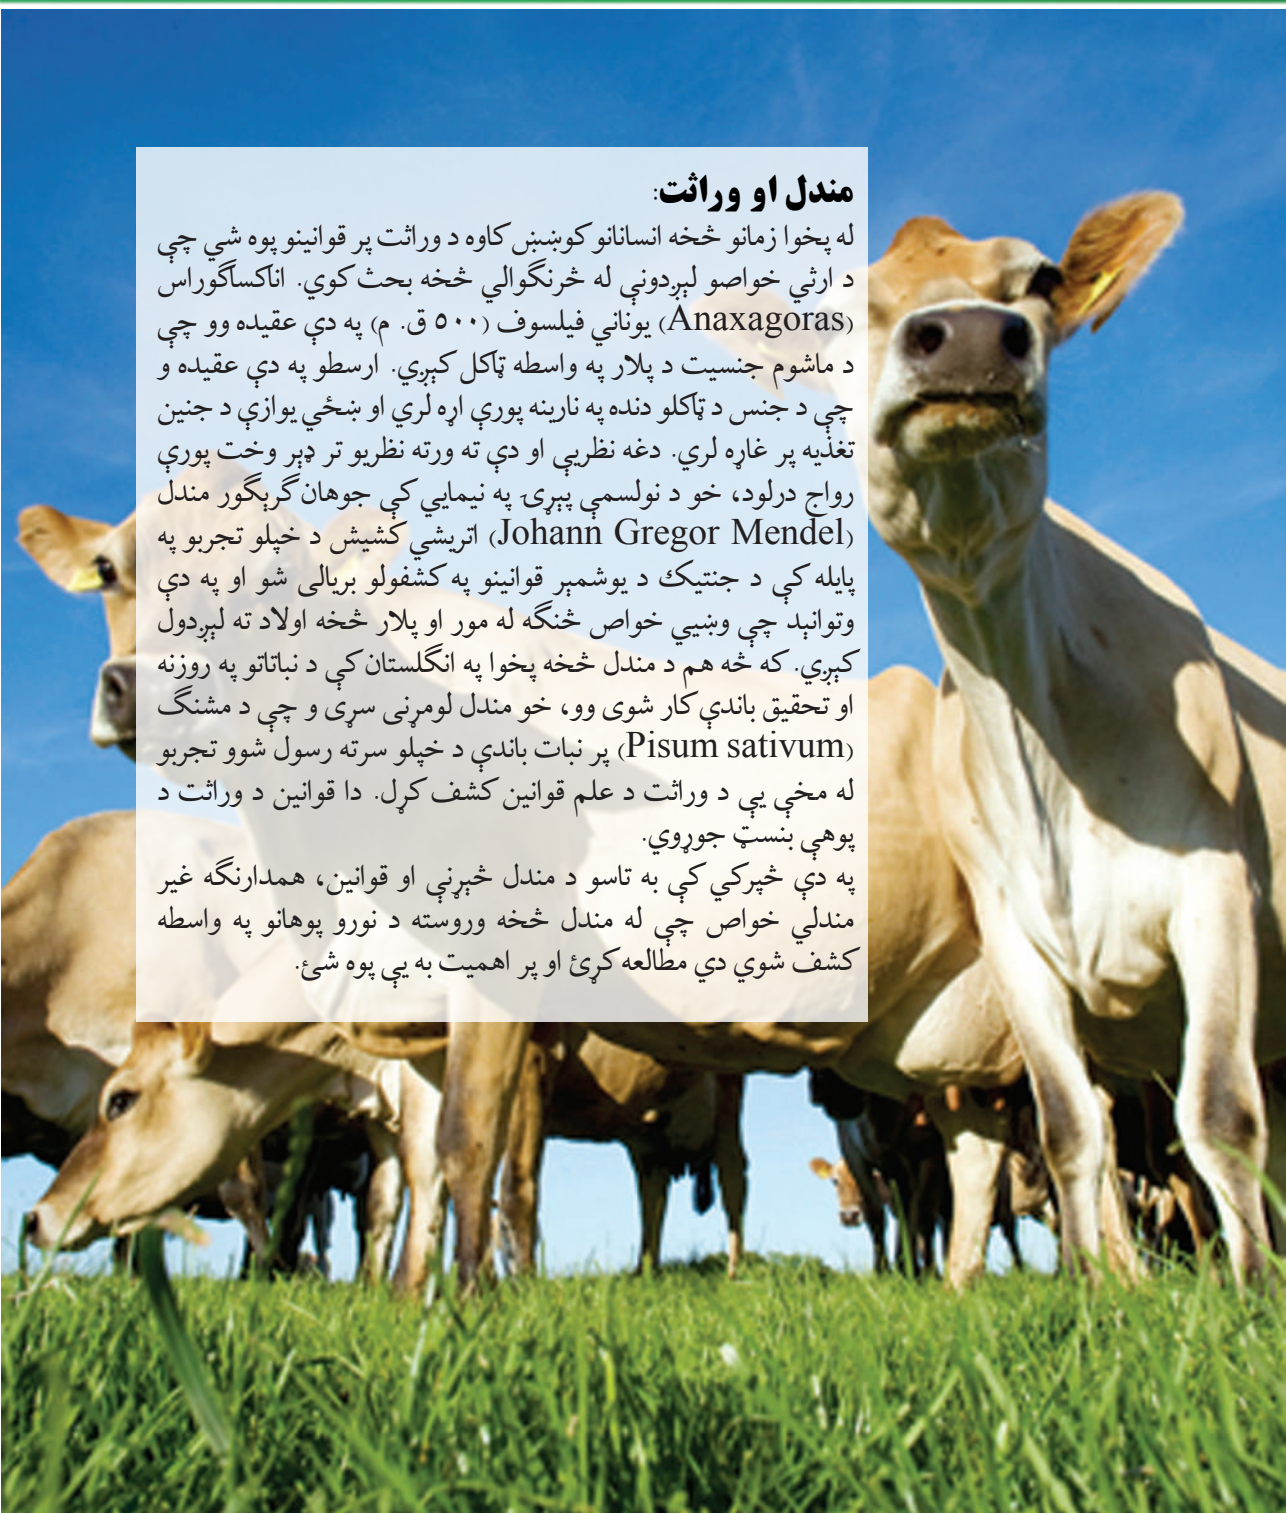 مندل او وراثت:
له پخوا زمانو څخه انسانانو کوښښ کاوه د وراثت پر قوانینو پوه شي چې
د ارثي خواصو لېږدونې له څرنګوالي څخه بحث کوي. اناکساګوراس
(Anaxagoras) یوناني فیلسوف (۵۰۰ ق. م) په دې عقیده وو چې
د ماشوم جنسیت د پلار په واسطه ټاکل کېږي. ارسطو په دې عقیده و
چې د جنس د ټاکلو دنده په نارینه پورې اړه لري او ښځې یوازې د جنین
تغذیه پر غاړه لري. دغه نظریې او دې ته ورته نظریو تر ډېر وخت پورې
رواج درلود، خو د نولسمې پېړۍ په نیمایي کې جوهان ګرېګور مندل
(Johann Gregor Mendel) اتریشي کشیش د خپلو تجربو په
پایله کې د جنتیک د یوشمېر قوانینو په کشفولو بریالی شو او په دې
وتوانېد چې وښیي خواص څنګه له مور او پلار څخه اولاد ته لېږدول
کېږي. که څه هم د مندل څخه پخوا په انګلستان کې د نباتاتو په روزنه
او تحقیق باندې کار شوی وو، خو مندل لومړنی سړی و چې د مشنګ
(Pisum sativum) پر نبات باندې د خپلو سرته رسول شوو تجربو
له مخې یې د وراثت د علم قوانین کشف کړل. دا قوانین د وراثت د
پوهې بنسټ جوړوي.
په دې څپرکي کې به تاسو د مندل څېړنې او قوانین، همدارنګه غیر
مندلي خواص چې له مندل څخه وروسته د نورو پوهانو په واسطه
کشف شوي دي مطالعه کړئ او پر اهمیت به یې پوه شئ.